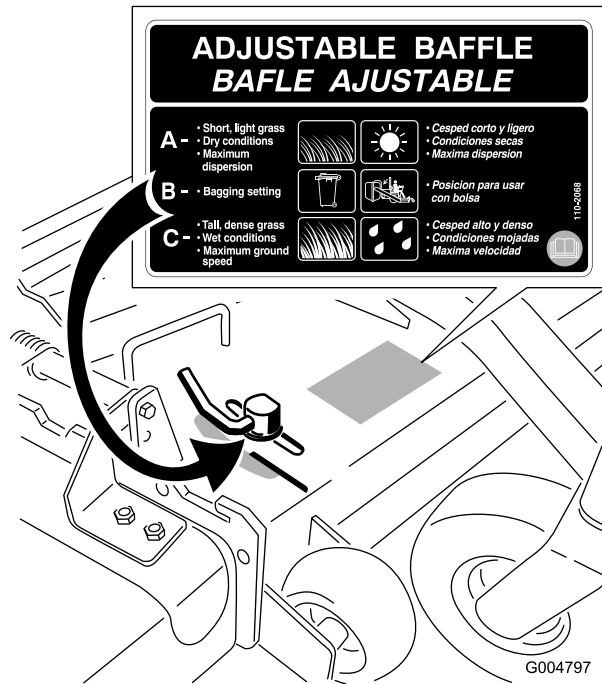 ADJUSTABLE BAFFLE
BAFLE AJUSTABLE
A - • Short, light grass
• Dry conditions
• Maximum
dispersion
• Cesped corto y ligero
• Condiciones secas
• Maxima dispersion
B - • Bagging setting
• Posicion para usar
con bolsa
C - • Tall, dense grass
• Wet conditions
• Maximum ground
speed
• Cesped alto y denso
• Condiciones mojadas
• Maxima velocidad
110-2068
G004797